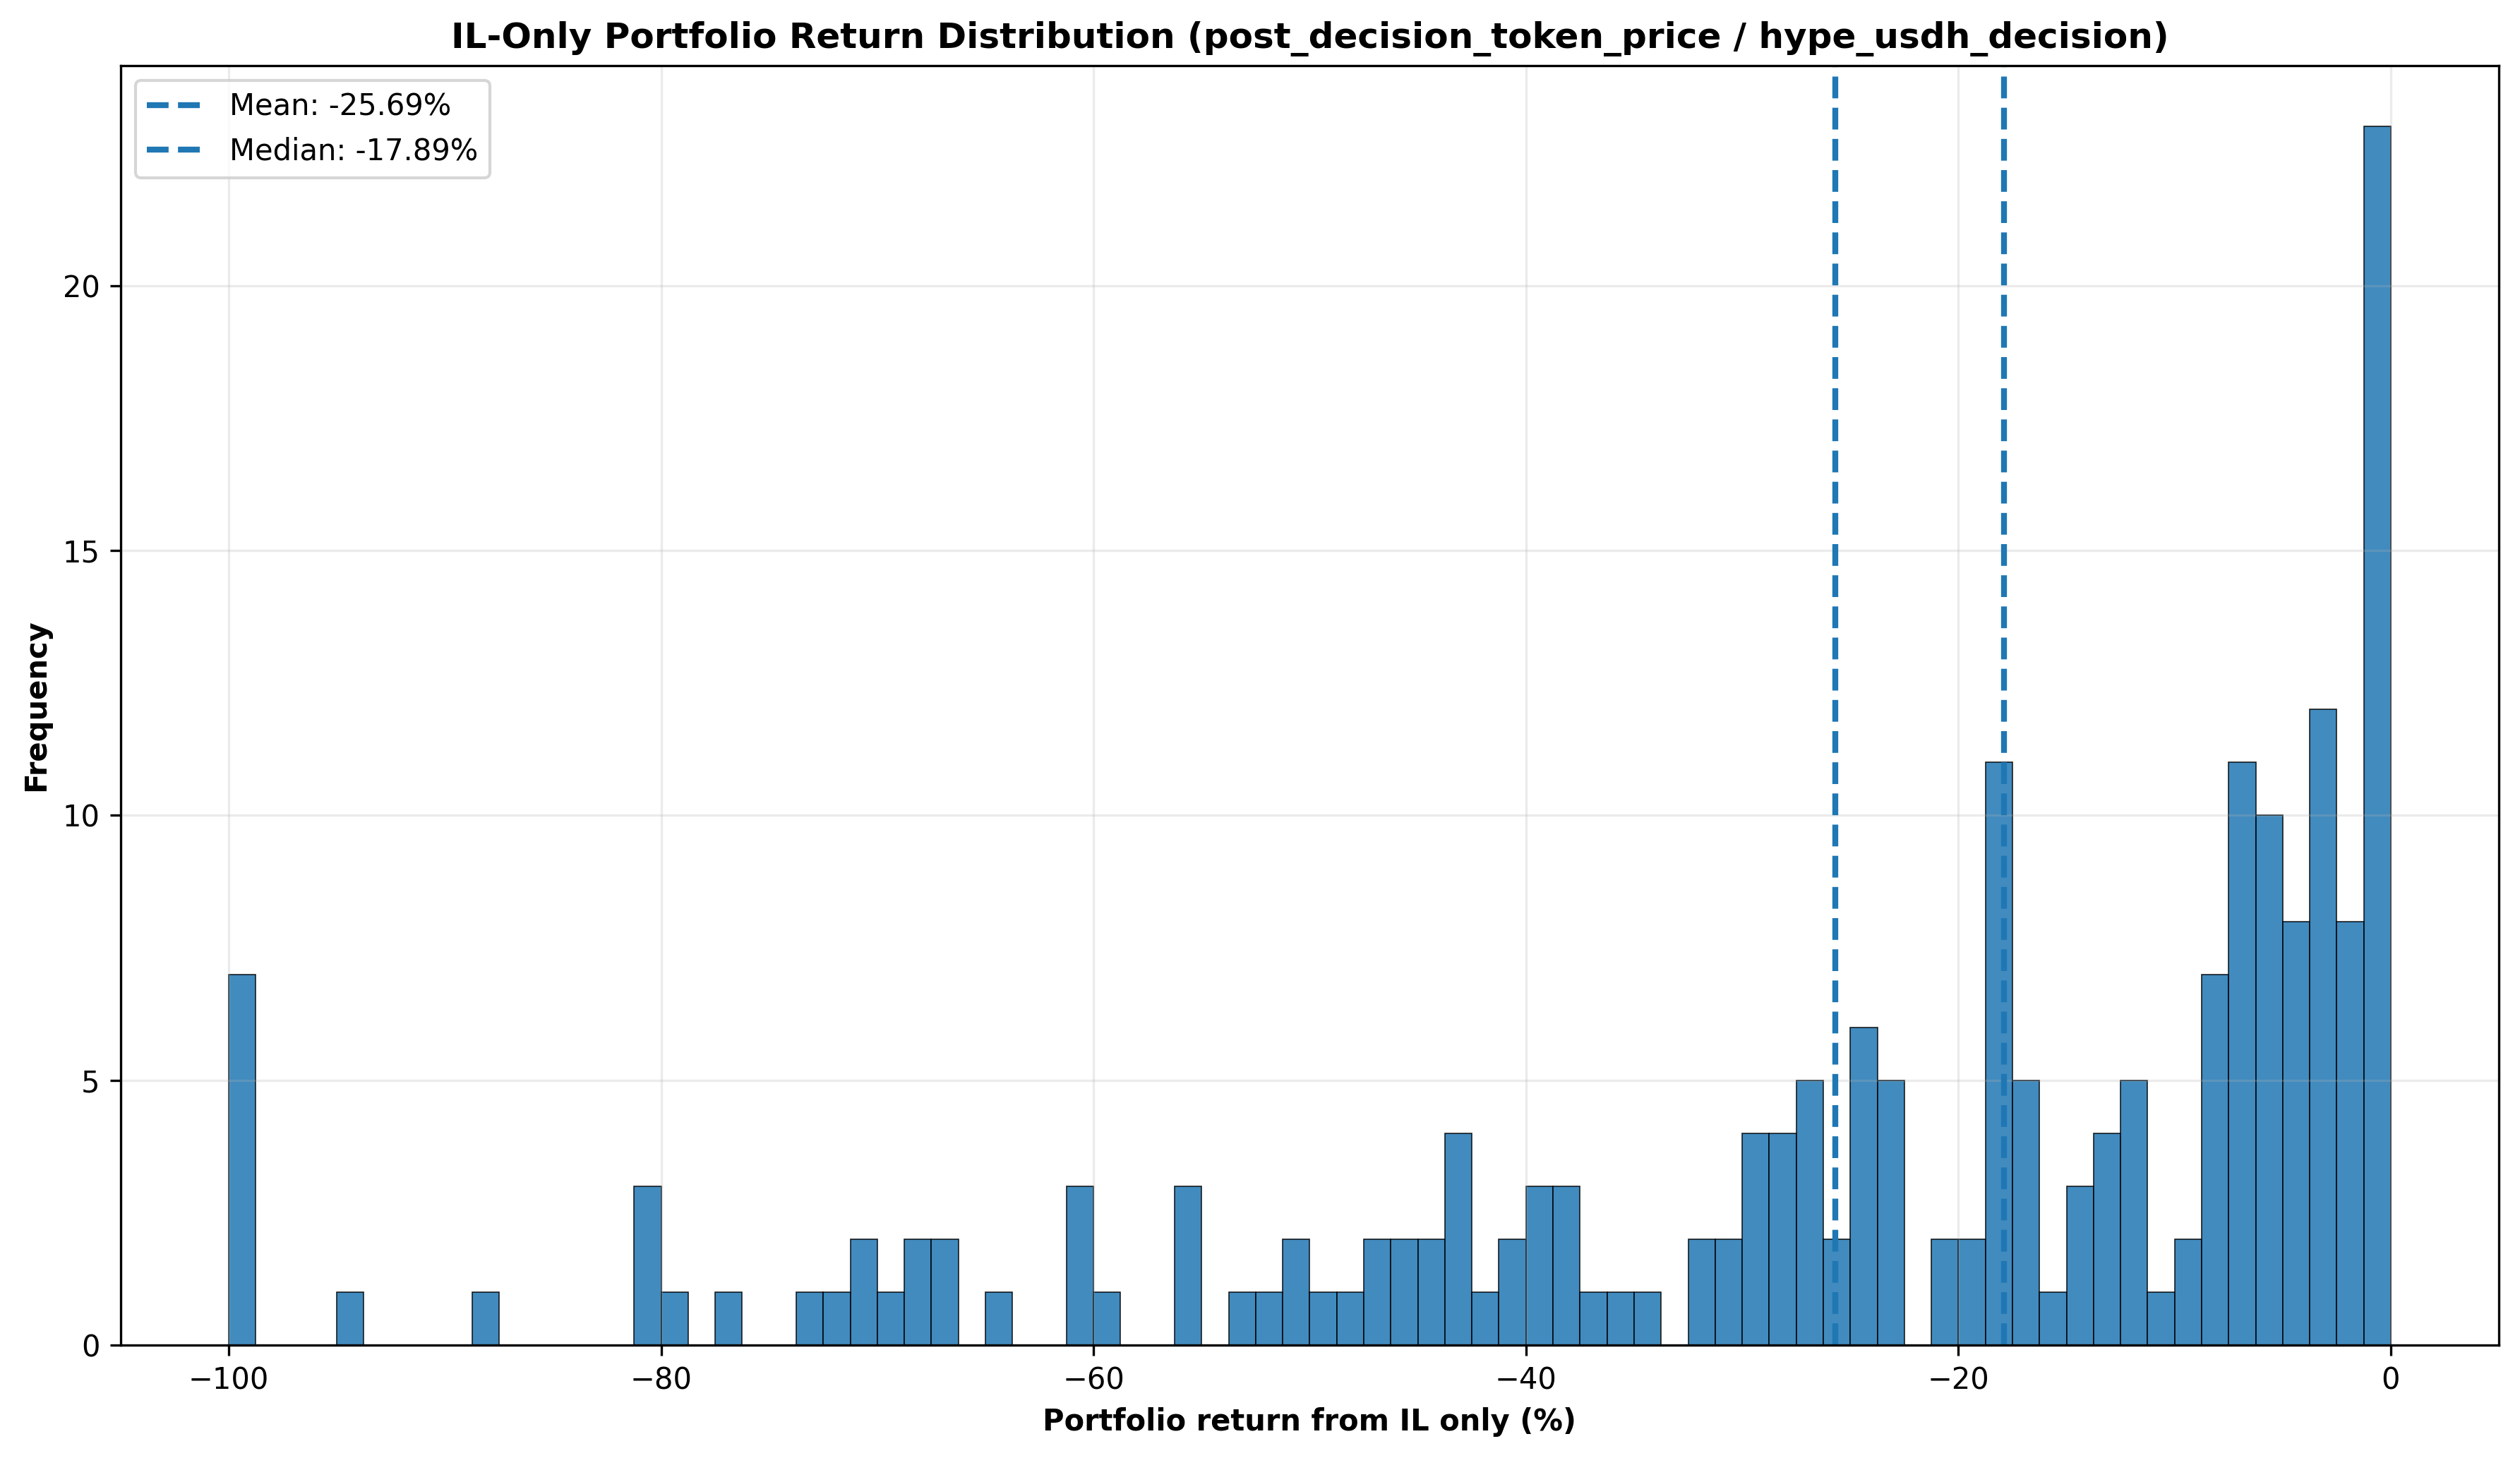 IL-Only Portfolio Return Distribution (post_decision_token_price / hype_usdh_decision)
Mean: -25.69%
Median: -17.89%
Frequency
20
15
10
5
0
−100
−80
−60
−40
−20
0
Portfolio return from IL only (%)